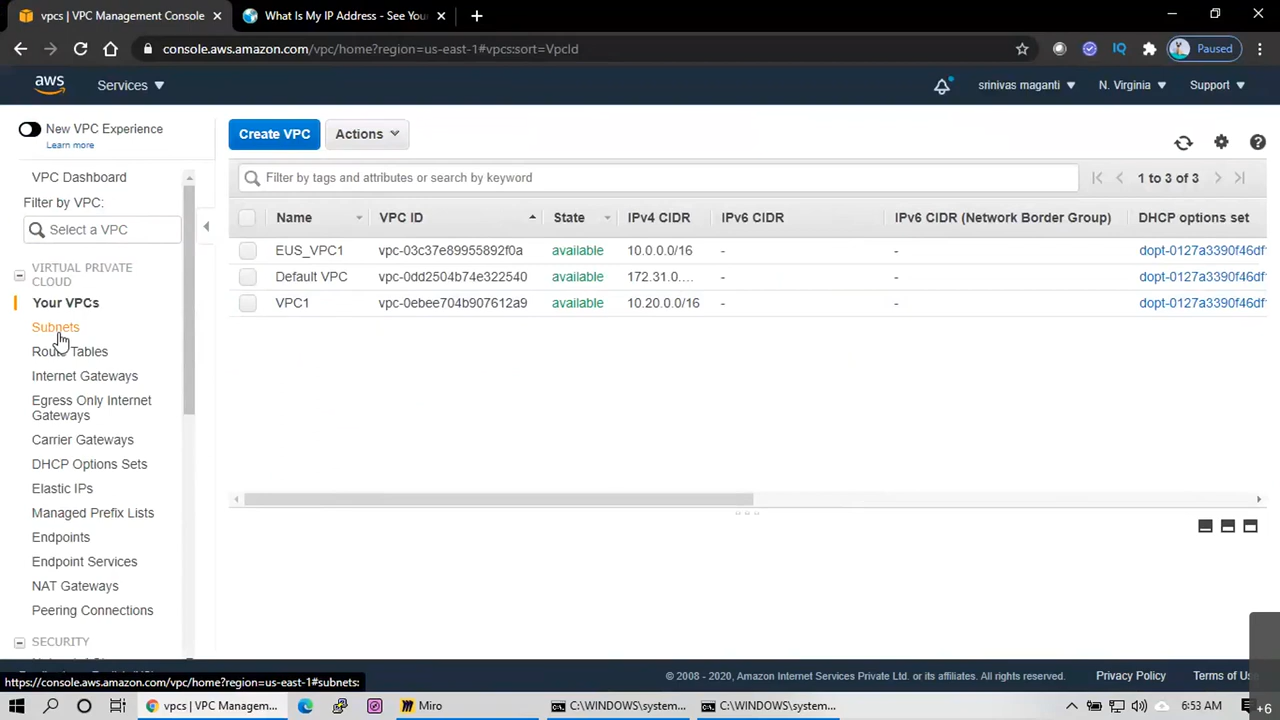 vpcs | VPC Management Console
What Is My IP Address - See Your
console.aws.amazon.com/vpc/home?region=us-east-1#vpcs:sort=VpcId
IQ
Paused
aws
Services
srinivas maganti
N. Virginia
Support
New VPC Experience
Learn more
Create VPC
Actions
VPC Dashboard
Filter by VPC:
Select a VPC
Filter by tags and attributes or search by keyword
1 to 3 of 3
Name VPC ID State IPv4 CIDR IPv6 CIDR IPv6 CIDR (Network Border Group) DHCP options set
EUS_VPC1 vpc-03c37e89955892f0a available 10.0.0.0/16 - - dopt-0127a3390f46df
Default VPC vpc-0dd2504b74e322540 available 172.31.0.... - - dopt-0127a3390f46df
VPC1 vpc-0ebee704b907612a9 available 10.20.0.0/16 - - dopt-0127a3390f46df
VIRTUAL PRIVATE
CLOUD
Your VPCs
Subnets
Route Tables
Internet Gateways
Egress Only Internet
Gateways
Carrier Gateways
DHCP Options Sets
Elastic IPs
Managed Prefix Lists
Endpoints
Endpoint Services
NAT Gateways
Peering Connections
SECURITY
© 2008 - 2020, Amazon Internet Services Private Ltd. or its affiliates. All rights reserved.
Privacy Policy
Terms of Us
https://console.aws.amazon.com/vpc/home?region=us-east-1#subnets:
vpcs | VPC Managem...
Miro
C:\WINDOWS\system...
C:\WINDOWS\system...
6:53 AM
+6